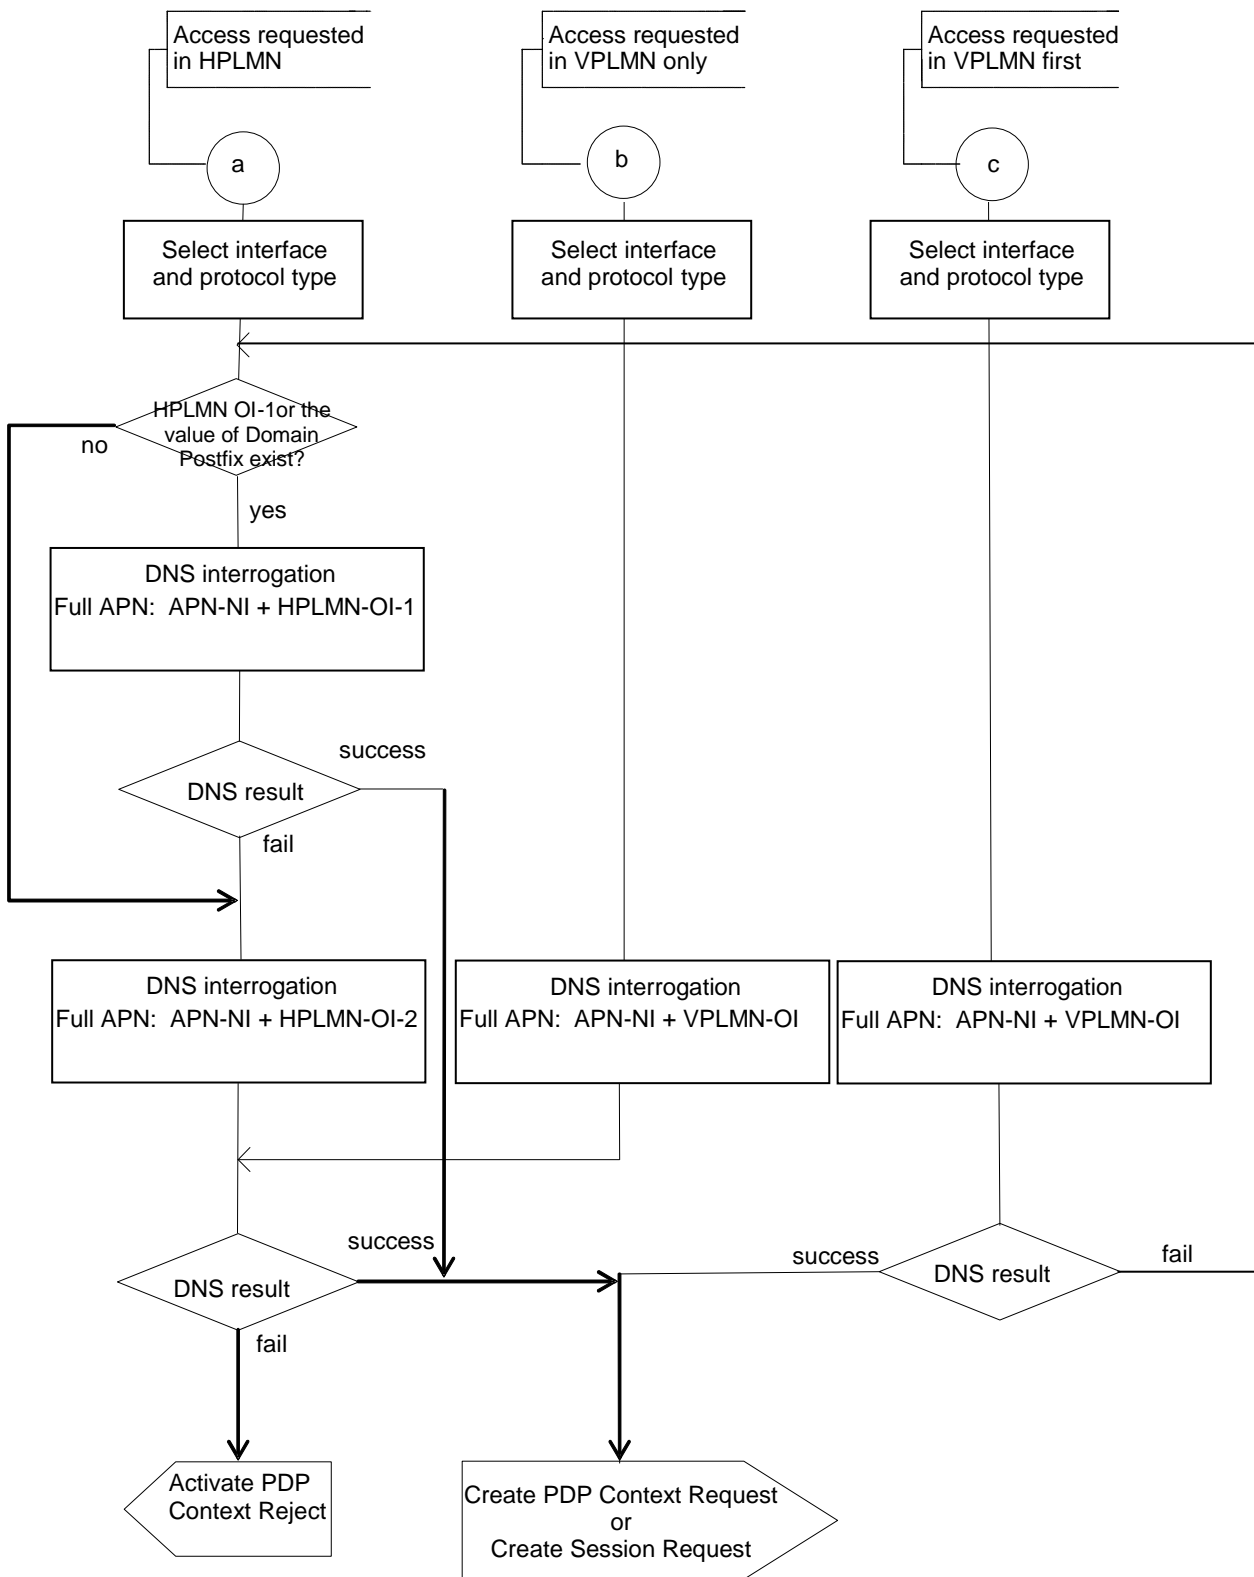 Access requested
in HPLMN
Access requested
in VPLMN only
Access requested
in VPLMN first
a
b
c
Select interface
and protocol type
Select interface
and protocol type
Select interface
and protocol type
HPLMN OI-1or the
value of Domain
Postfix exist?
no
yes
DNS interrogation
Full APN: APN-NI + HPLMN-OI-1
success
DNS result
fail
DNS interrogation
Full APN: APN-NI + HPLMN-OI-2
DNS interrogation
Full APN: APN-NI + VPLMN-OI
DNS interrogation
Full APN: APN-NI + VPLMN-OI
success
DNS result
fail
success
DNS result
fail
Activate PDP
Context Reject
Create PDP Context Request
or
Create Session Request